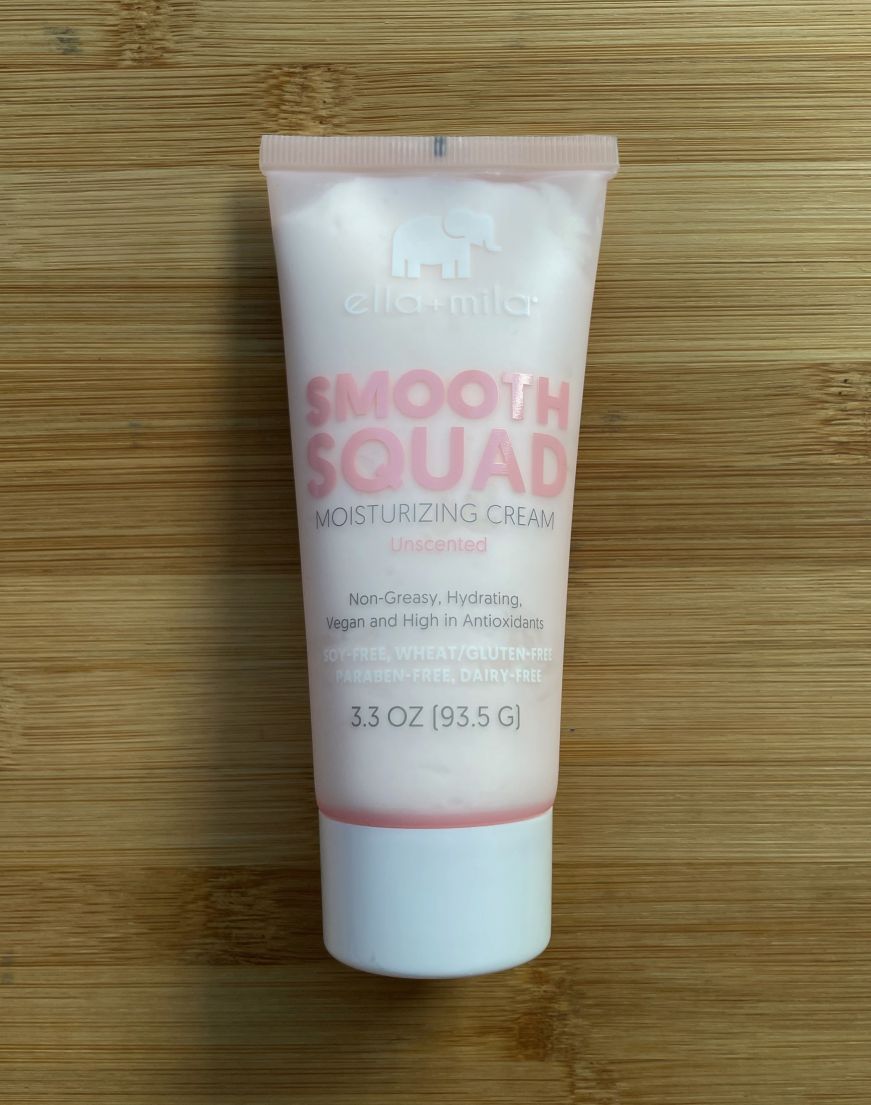 ella+mila
SMOOTH
SQUAD
MOISTURIZING CREAM
Unscented
Non-Greasy, Hydrating,
Vegan and High in Antioxidants
SOY-FREE, WHEAT/GLUTEN-FREE
PARABEN-FREE, DAIRY-FREE
3.3 OZ (93.5 G)